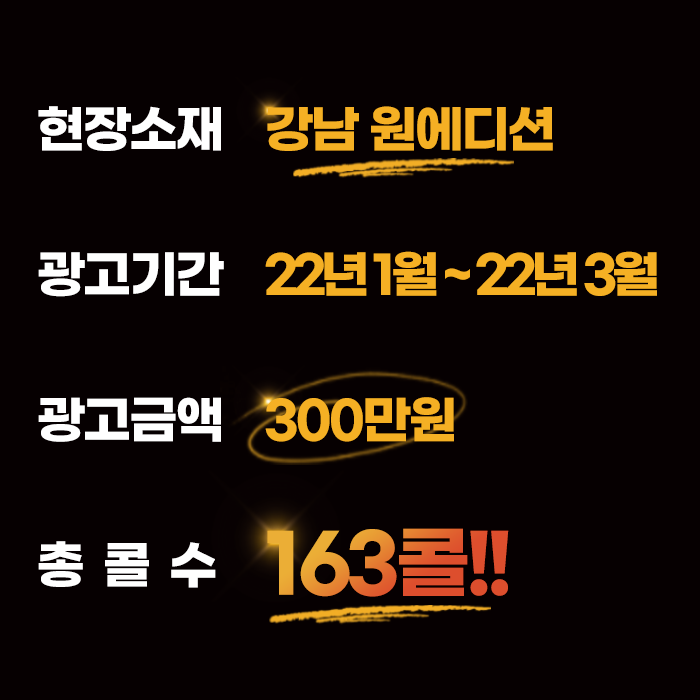 현장소재 강남 원에디션
광고기간 22년 1월 ~ 22년 3월
광고금액 300만원
총 콜 수 163콜!!